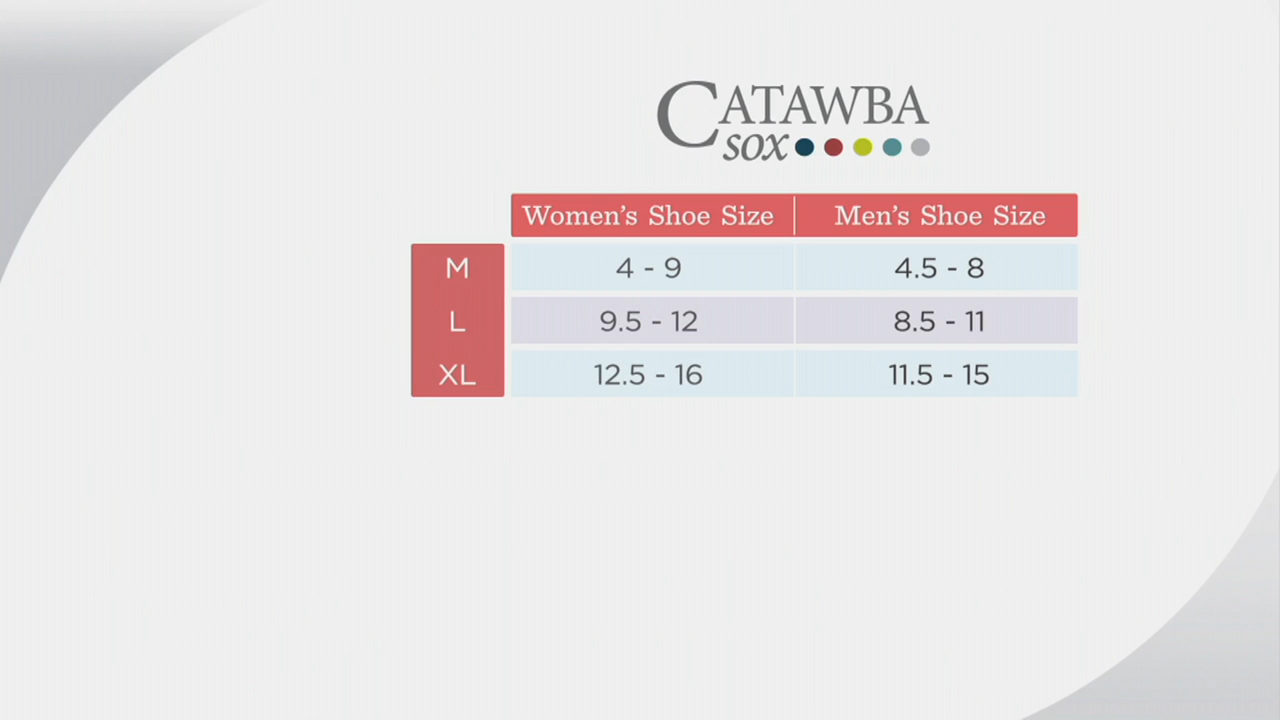 CATAWBA
SOX
Women's Shoe Size Men's Shoe Size
M 4 - 9 4.5 - 8
L 9.5 - 12 8.5 - 11
XL 12.5 - 16 11.5 - 15